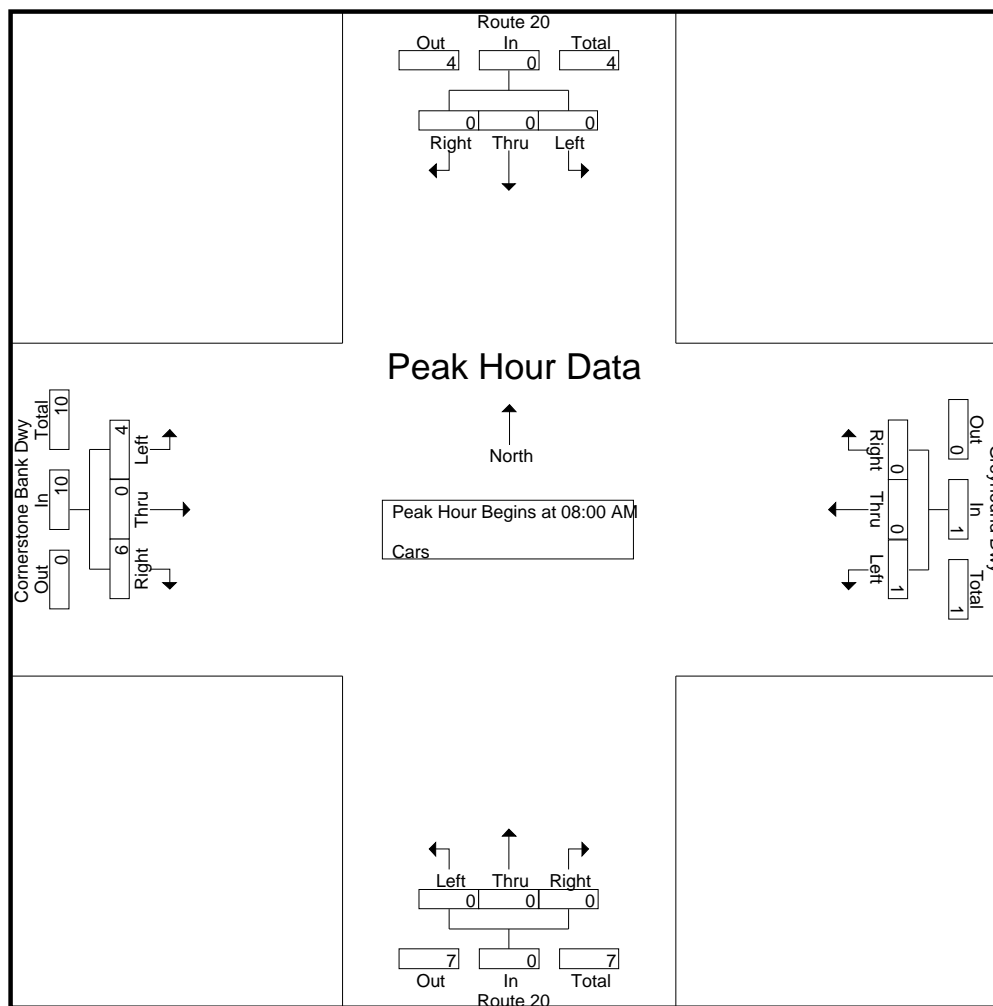 Route 20
Out In Total
4 0 4
0 0 0
Right Thru Left
Peak Hour Data
North
Peak Hour Begins at 08:00 AM
Cars
Cornerstone Bank Dwy
Out In Total
0 10 10
4 0 6
Left Thru Right
Out In Total
0 1 1
Right Thru Left
0 0 1
Left Thru Right
0 0 0
7 0 7
Out In Total
Route 20